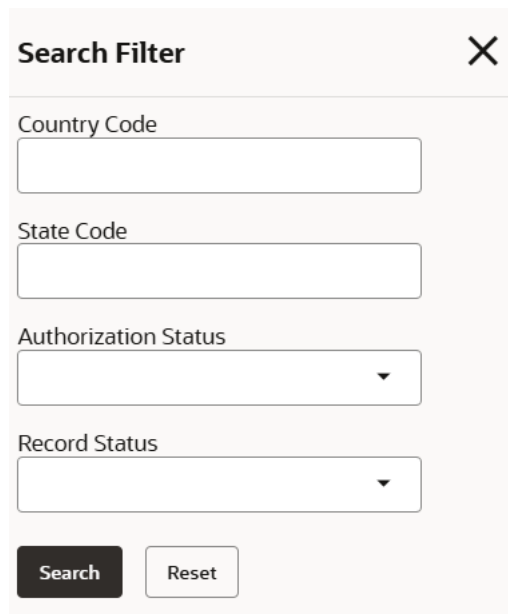 Search Filter
Country Code
State Code
Authorization Status
Record Status
Search Reset